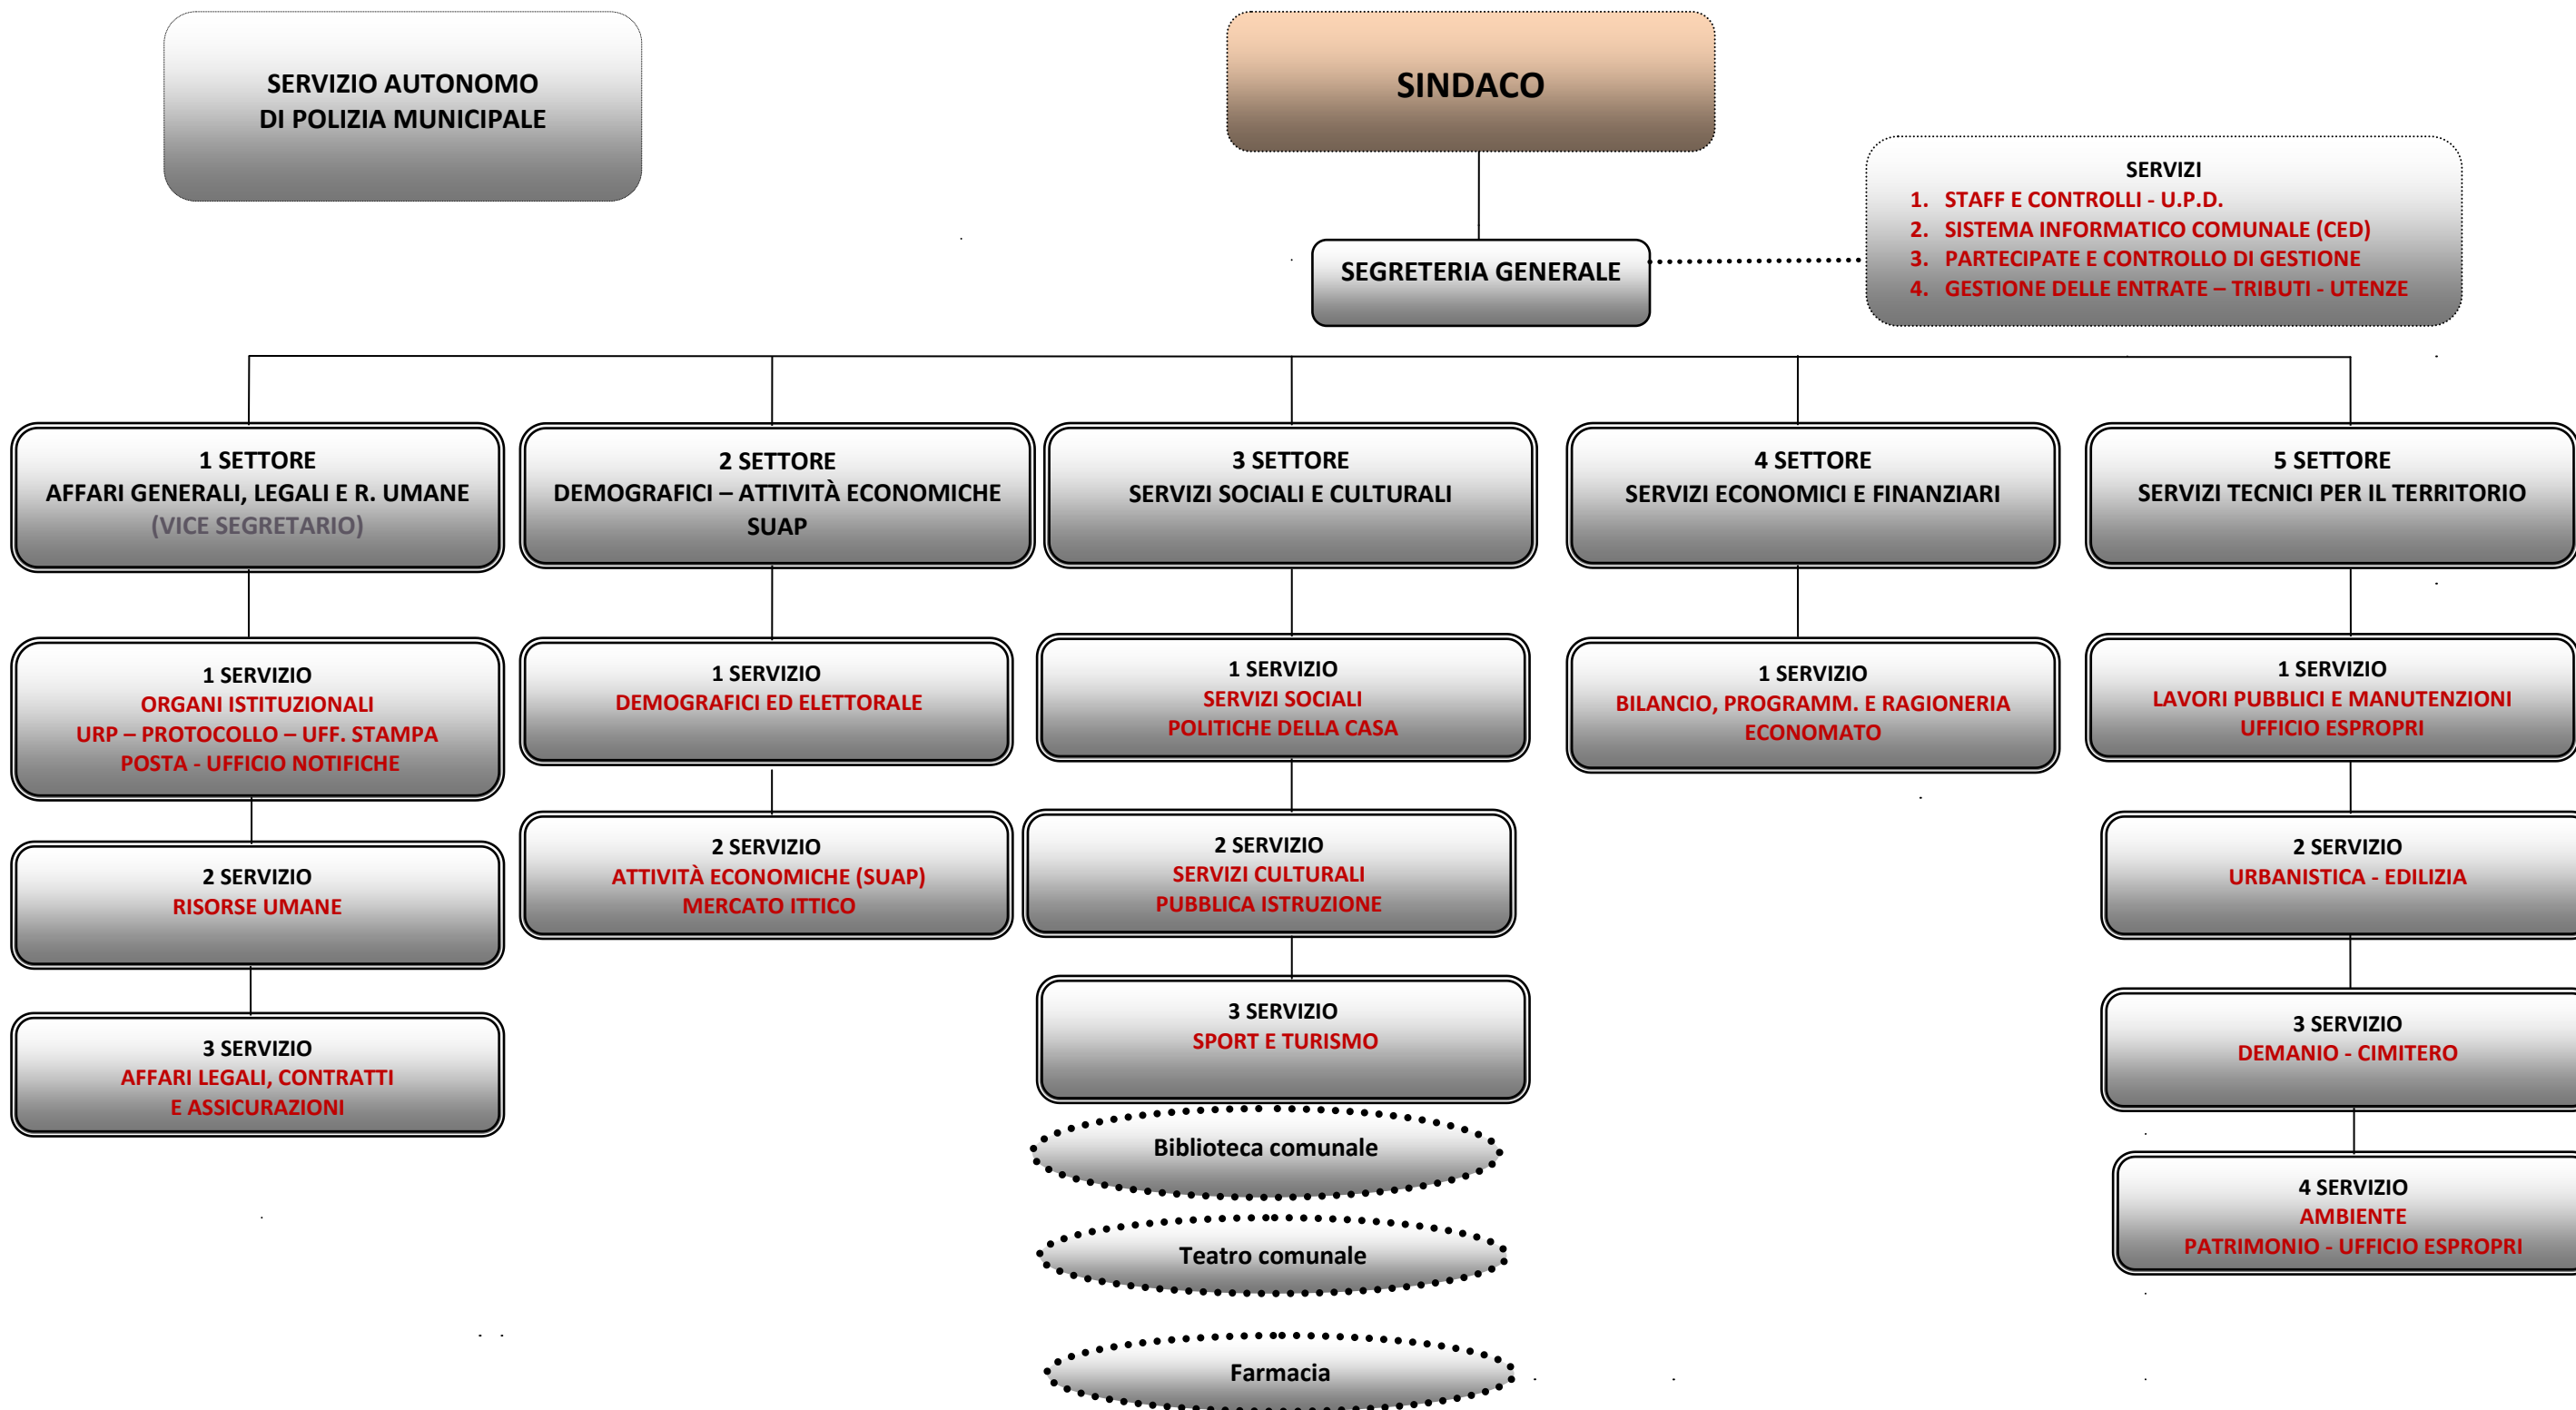 SERVIZIO AUTONOMO
DI POLIZIA MUNICIPALE
SINDACO
SEGRETERIA GENERALE
SERVIZI
1. STAFF E CONTROLLI - U.P.D.
2. SISTEMA INFORMATICO COMUNALE (CED)
3. PARTECIPATE E CONTROLLO DI GESTIONE
4. GESTIONE DELLE ENTRATE – TRIBUTI - UTENZE
1 SETTORE
AFFARI GENERALI, LEGALI E R. UMANE
(VICE SEGRETARIO)
2 SETTORE
DEMOGRAFICI – ATTIVITÀ ECONOMICHE
SUAP
3 SETTORE
SERVIZI SOCIALI E CULTURALI
4 SETTORE
SERVIZI ECONOMICI E FINANZIARI
5 SETTORE
SERVIZI TECNICI PER IL TERRITORIO
1 SERVIZIO
ORGANI ISTITUZIONALI
URP – PROTOCOLLO – UFF. STAMPA
POSTA - UFFICIO NOTIFICHE
2 SERVIZIO
RISORSE UMANE
3 SERVIZIO
AFFARI LEGALI, CONTRATTI
E ASSICURAZIONI
1 SERVIZIO
DEMOGRAFICI ED ELETTORALE
2 SERVIZIO
ATTIVITÀ ECONOMICHE (SUAP)
MERCATO ITTICO
1 SERVIZIO
SERVIZI SOCIALI
POLITICHE DELLA CASA
2 SERVIZIO
SERVIZI CULTURALI
PUBBLICA ISTRUZIONE
3 SERVIZIO
SPORT E TURISMO
Biblioteca comunale
Teatro comunale
Farmacia
1 SERVIZIO
BILANCIO, PROGRAMM. E RAGIONERIA
ECONOMATO
1 SERVIZIO
LAVORI PUBBLICI E MANUTENZIONI
UFFICIO ESPROPRI
2 SERVIZIO
URBANISTICA - EDILIZIA
3 SERVIZIO
DEMANIO - CIMITERO
4 SERVIZIO
AMBIENTE
PATRIMONIO - UFFICIO ESPROPRI